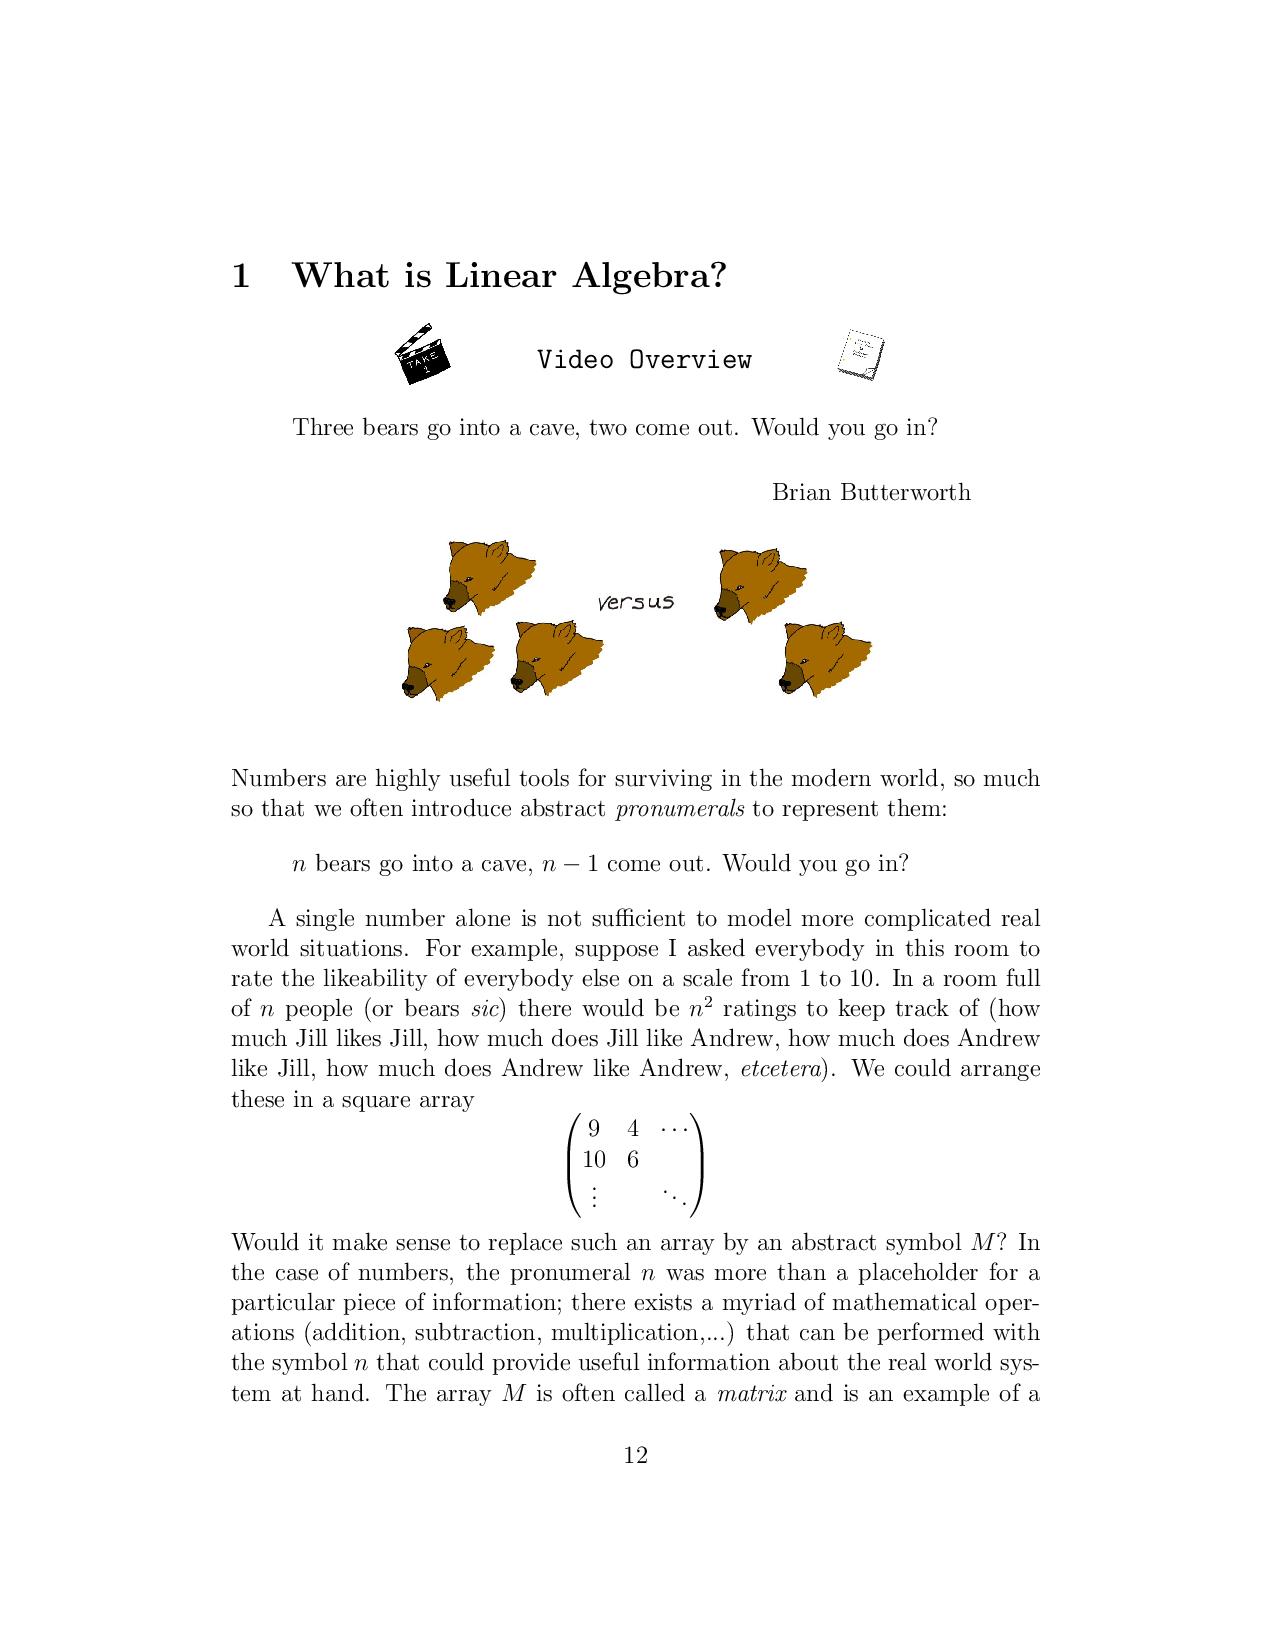 1 What is Linear Algebra?
TAKE
1
Video Overview
Three bears go into a cave, two come out. Would you go in?
Brian Butterworth
versus
Numbers are highly useful tools for surviving in the modern world, so much
so that we often introduce abstract pronumerals to represent them:
n bears go into a cave, n − 1 come out. Would you go in?
A single number alone is not sufficient to model more complicated real
world situations. For example, suppose I asked everybody in this room to
rate the likeability of everybody else on a scale from 1 to 10. In a room full
of n people (or bears sic) there would be n² ratings to keep track of (how
much Jill likes Jill, how much does Jill like Andrew, how much does Andrew
like Jill, how much does Andrew like Andrew, etcetera). We could arrange
these in a square array
9 4 ⋯
10 6
⋮ ⋱
Would it make sense to replace such an array by an abstract symbol M? In
the case of numbers, the pronumeral n was more than a placeholder for a
particular piece of information; there exists a myriad of mathematical oper-
ations (addition, subtraction, multiplication,...) that can be performed with
the symbol n that could provide useful information about the real world sys-
tem at hand. The array M is often called a matrix and is an example of a
12